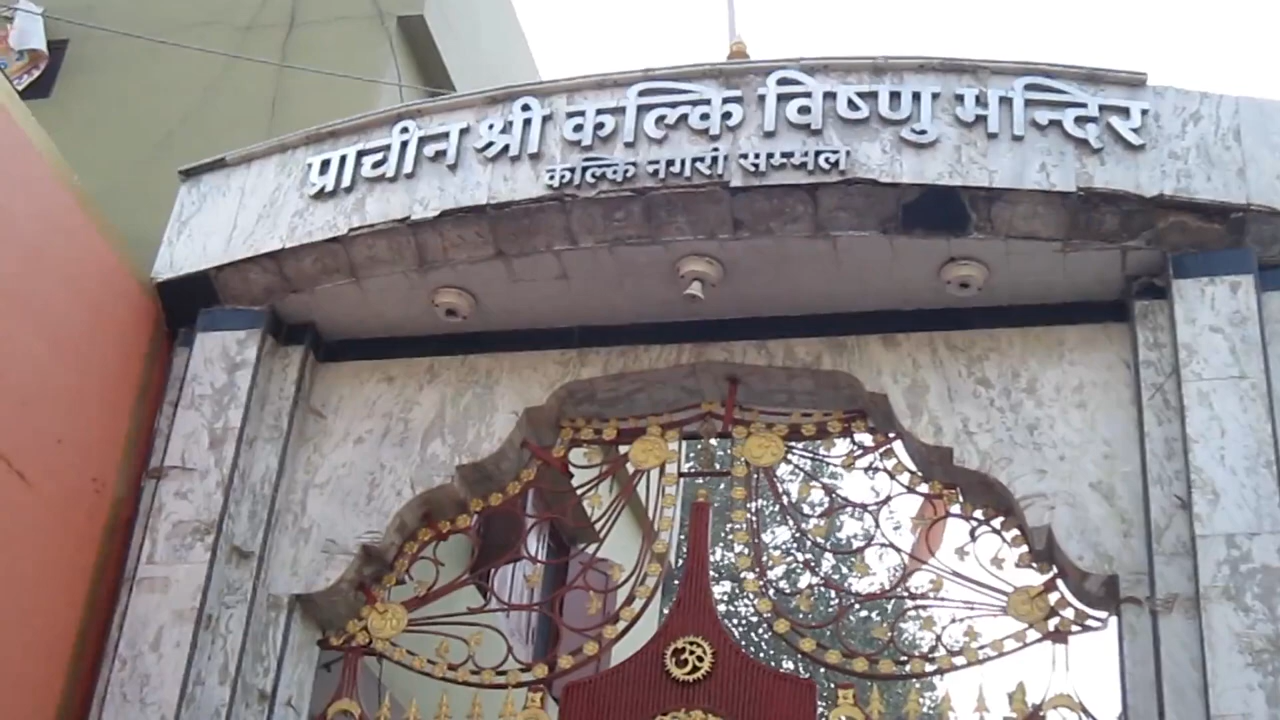 प्राचीन श्री कल्कि विष्णु मन्दिर
कल्कि नगरी सम्भल
ॐ